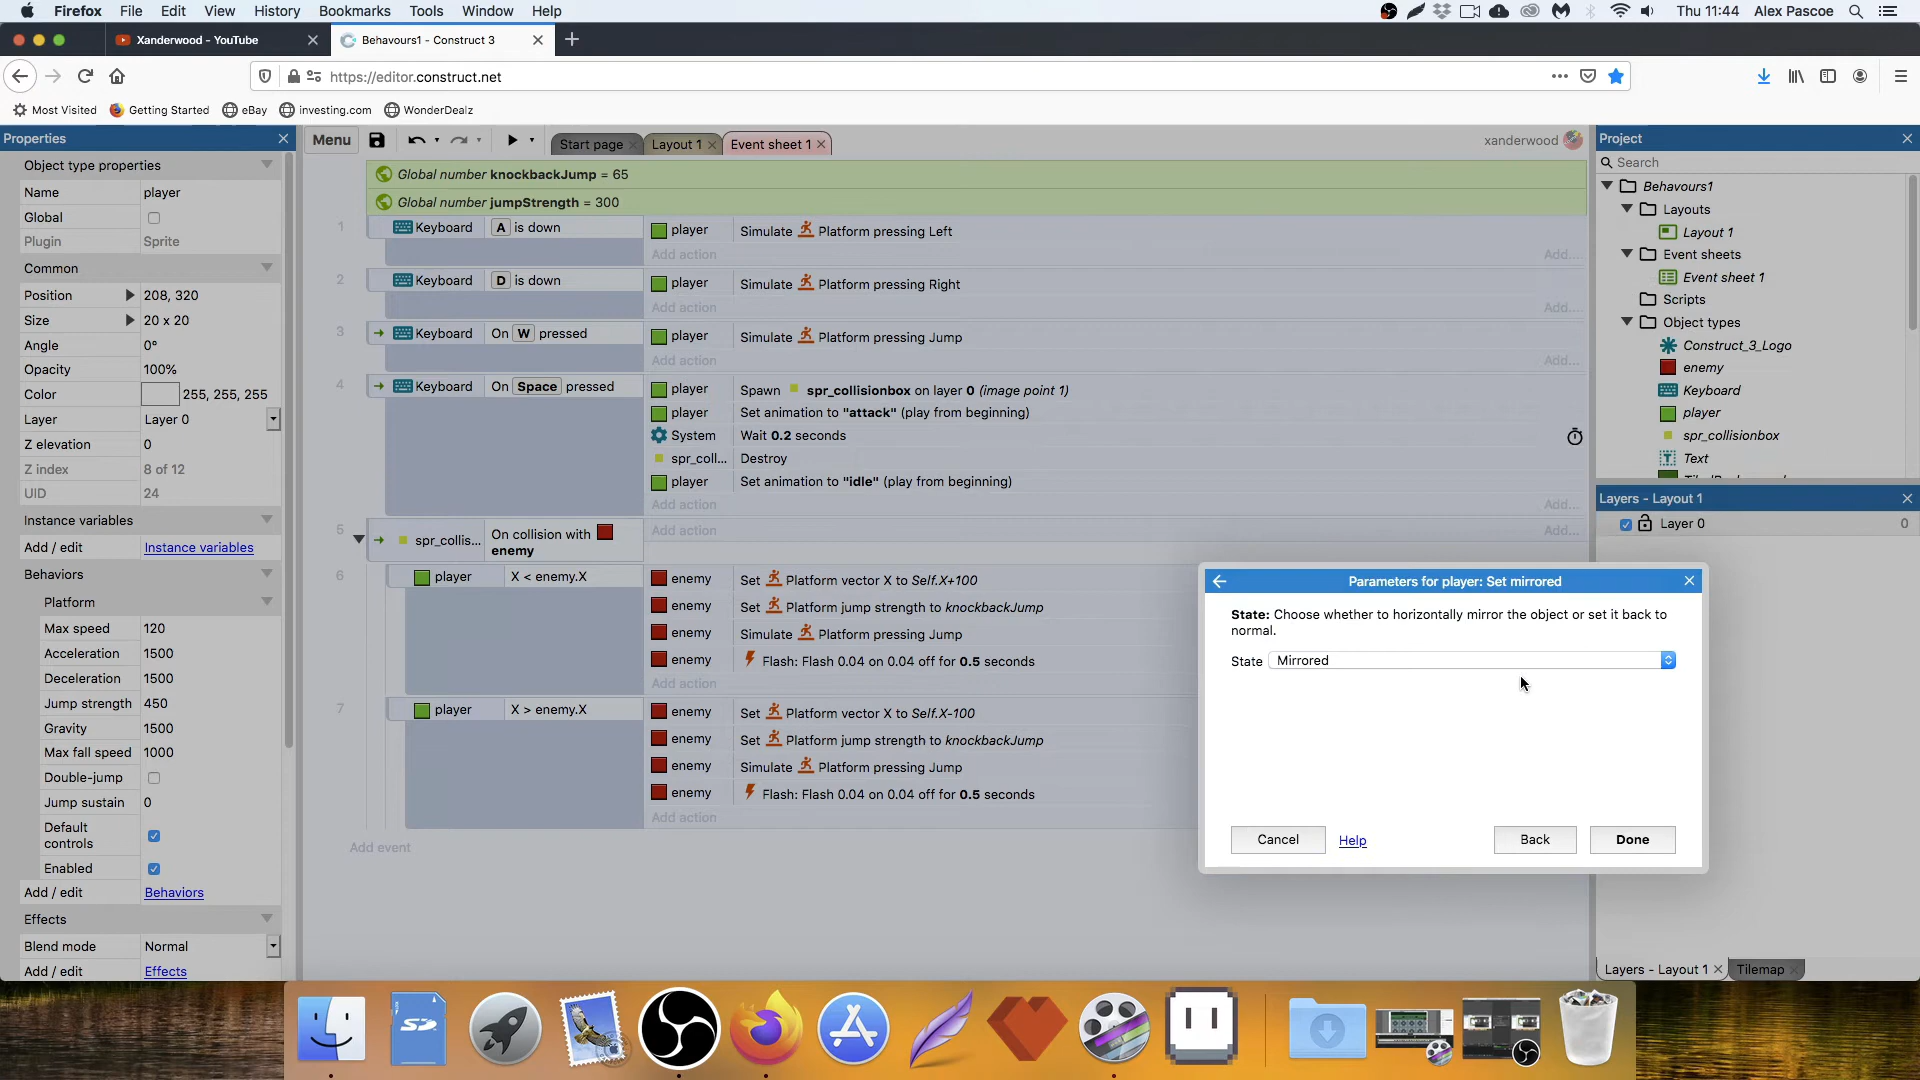 Firefox File Edit View History Bookmarks Tools Window Help
Thu 11:44 Alex Pascoe
Xanderwood - YouTube
Behavours1 - Construct 3
https://editor.construct.net
Most Visited Getting Started eBay investing.com WonderDealz
Properties
Object type properties
Name player
Global
Plugin Sprite
Common
Position 208, 320
Size 20 x 20
Angle 0°
Opacity 100%
Color 255, 255, 255
Layer Layer 0
Z elevation 0
Z index 8 of 12
UID 24
Instance variables
Add / edit Instance variables
Behaviors
Platform
Max speed 120
Acceleration 1500
Deceleration 1500
Jump strength 450
Gravity 1500
Max fall speed 1000
Double-jump
Jump sustain 0
Default controls
Enabled
Add / edit Behaviors
Effects
Blend mode Normal
Add / edit Effects
Menu
Start page Layout 1 Event sheet 1
xanderwood
Global number knockbackJump = 65
Global number jumpStrength = 300
1 Keyboard A is down player Simulate Platform pressing Left
Add action Add...
2 Keyboard D is down player Simulate Platform pressing Right
Add action Add...
3 Keyboard On W pressed player Simulate Platform pressing Jump
Add action Add...
4 Keyboard On Space pressed player Spawn spr_collisionbox on layer 0 (image point 1)
player Set animation to "attack" (play from beginning)
System Wait 0.2 seconds
spr_coll... Destroy
player Set animation to "idle" (play from beginning)
Add action Add...
5 spr_collis... On collision with enemy Add action Add...
6 player X < enemy.X enemy Set Platform vector X to Self.X+100
enemy Set Platform jump strength to knockbackJump
enemy Simulate Platform pressing Jump
enemy Flash: Flash 0.04 on 0.04 off for 0.5 seconds
Add action
7 player X > enemy.X enemy Set Platform vector X to Self.X-100
enemy Set Platform jump strength to knockbackJump
enemy Simulate Platform pressing Jump
enemy Flash: Flash 0.04 on 0.04 off for 0.5 seconds
Add action
Add event
Parameters for player: Set mirrored
State: Choose whether to horizontally mirror the object or set it back to
normal.
State Mirrored
Cancel Help Back Done
Project
Search
Behavours1
Layouts
Layout 1
Event sheets
Event sheet 1
Scripts
Object types
Construct_3_Logo
enemy
Keyboard
player
spr_collisionbox
Text
Layers - Layout 1
Layer 0 0
Layers - Layout 1 Tilemap